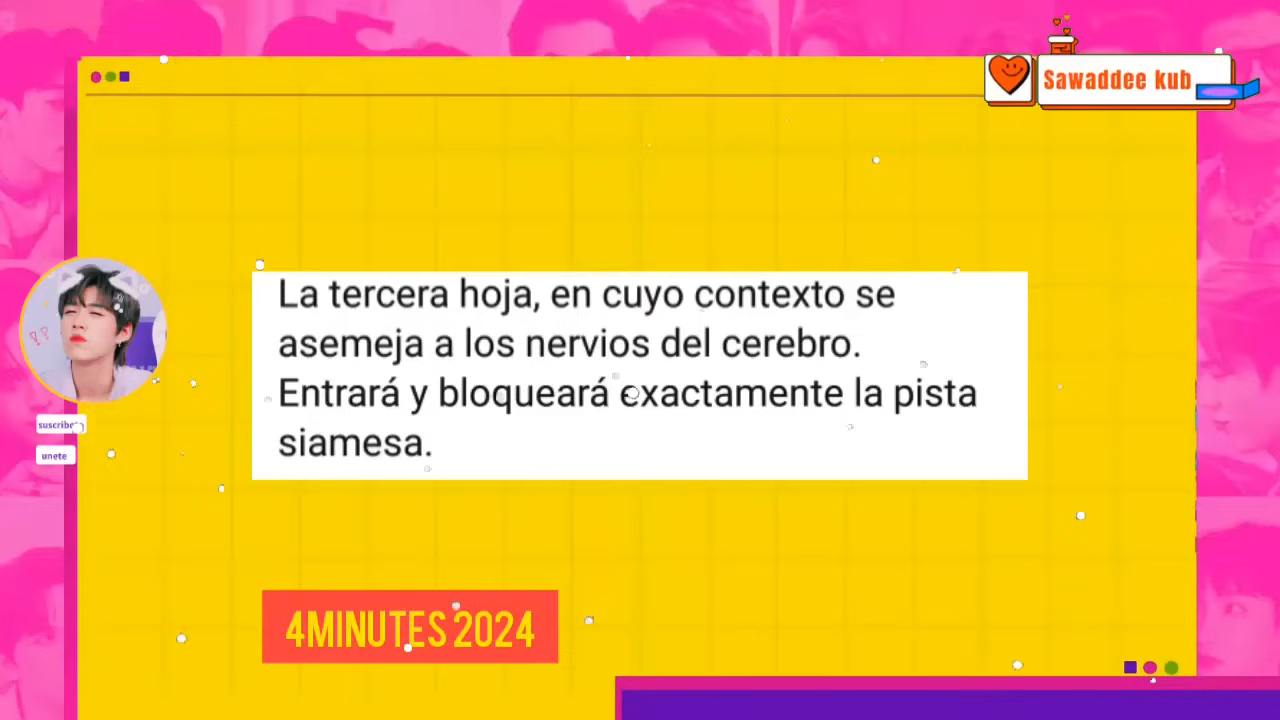 Sawaddee kub
La tercera hoja, en cuyo contexto se
asemeja a los nervios del cerebro.
Entrará y bloqueará exactamente la pista
siamesa.
unete
4MINUTES 2024